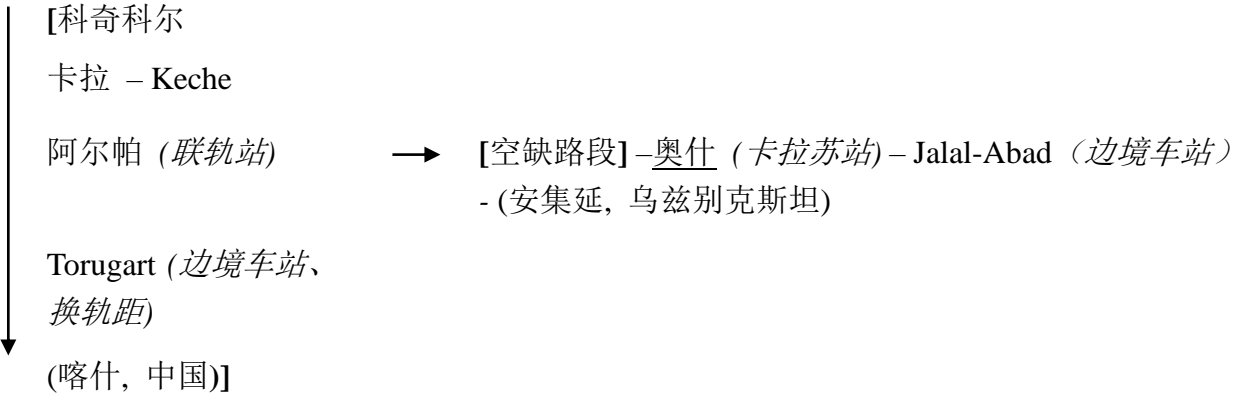 [科奇科尔
卡拉 – Keche
阿尔帕 (联轨站) → [空缺路段] –奥什 (卡拉苏站) – Jalal-Abad（边境车站）
- (安集延, 乌兹别克斯坦)
Torugart (边境车站、
换轨距)
(喀什, 中国)]